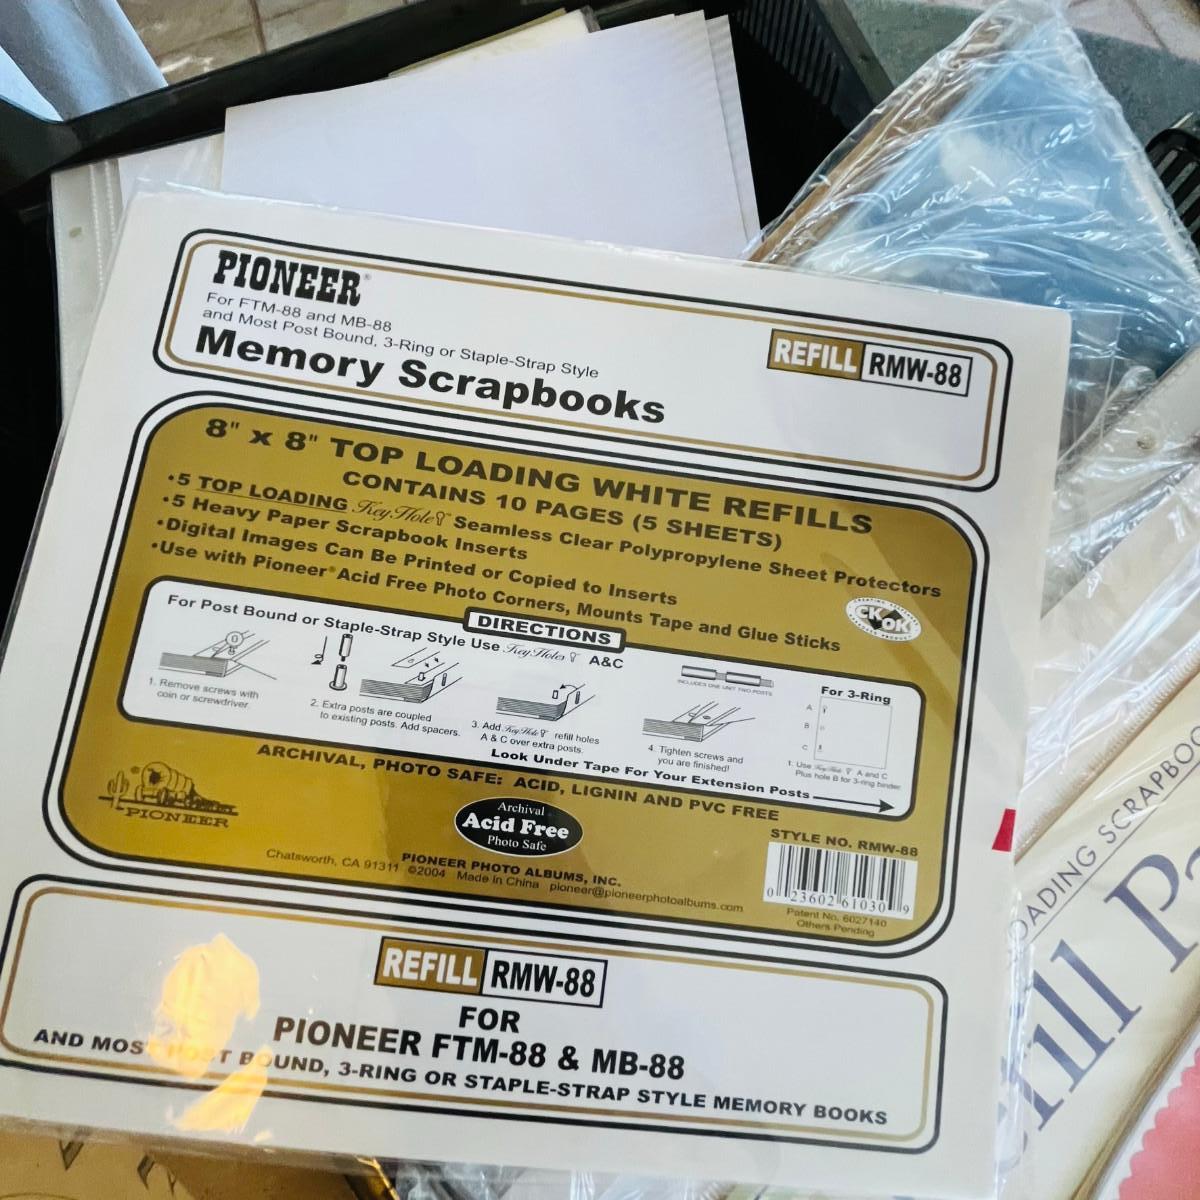 PIONEER®
For FTM-88 and MB-88
and Most Post Bound, 3-Ring or Staple-Strap Style
Memory Scrapbooks
REFILL RMW-88
8" x 8" TOP LOADING WHITE REFILLS
CONTAINS 10 PAGES (5 SHEETS)
•5 TOP LOADING KeyHole™ Seamless Clear Polypropylene Sheet Protectors
•5 Heavy Paper Scrapbook Inserts
•Digital Images Can Be Printed or Copied to Inserts
•Use with Pioneer® Acid Free Photo Corners, Mounts Tape and Glue Sticks
CK OK!
DIRECTIONS
For Post Bound or Staple-Strap Style Use KeyHoles A&C
1. Remove screws with
coin or screwdriver.
2. Extra posts are coupled
to existing posts. Add spacers.
3. Add KeyHole refill holes
A & C over extra posts.
INCLUDES ONE UNIT TWO-POSTS
4. Tighten screws and
you are finished!
For 3-Ring
A
B
C
1. Use KeyHole A and C
Plus hole B for 3-ring binder.
Look Under Tape For Your Extension Posts
ARCHIVAL, PHOTO SAFE: ACID, LIGNIN AND PVC FREE
PIONEER
Archival
Acid Free
Photo Safe
STYLE NO. RMW-88
0 23602 61030 9
Patent No. 6027140
Others Pending
PIONEER PHOTO ALBUMS, INC.
Chatsworth, CA 91311 ©2004 Made in China pioneer@pioneerphotoalbums.com
REFILL RMW-88
FOR
PIONEER FTM-88 & MB-88
AND MOST POST BOUND, 3-RING OR STAPLE-STRAP STYLE MEMORY BOOKS
OADING SCRAPBOO
fill Pa